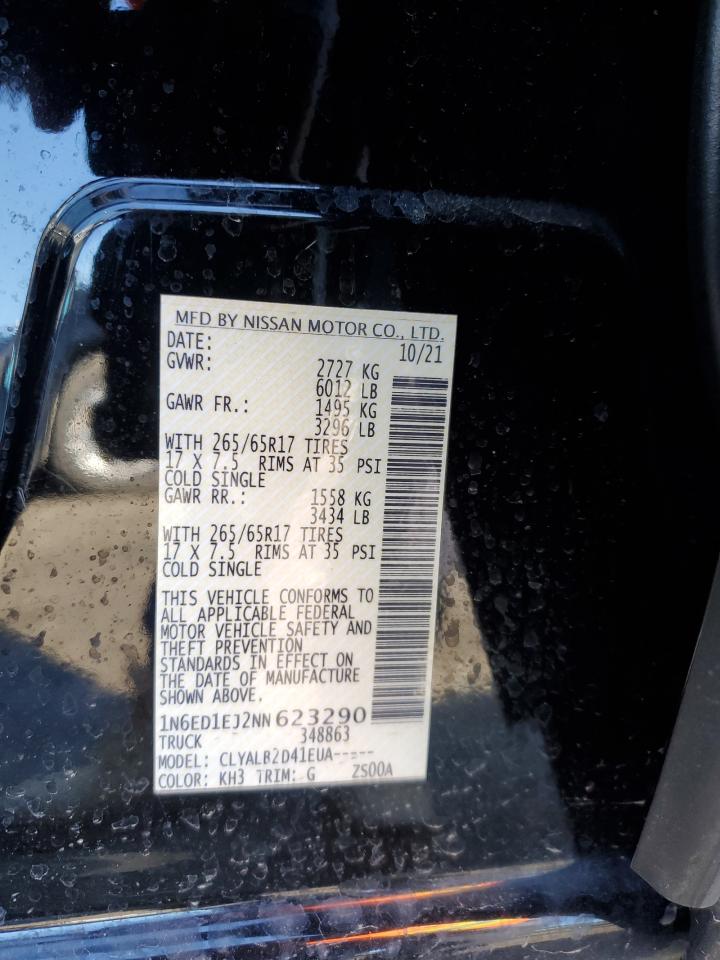 MFD BY NISSAN MOTOR CO., LTD.
DATE: 10/21
GVWR: 2727 KG
6012 LB
GAWR FR.: 1495 KG
3296 LB
WITH 265/65R17 TIRES
17 X 7.5 RIMS AT 35 PSI
COLD SINGLE
GAWR RR.: 1558 KG
3434 LB
WITH 265/65R17 TIRES
17 X 7.5 RIMS AT 35 PSI
COLD SINGLE
THIS VEHICLE CONFORMS TO
ALL APPLICABLE FEDERAL
MOTOR VEHICLE SAFETY AND
THEFT PREVENTION
STANDARDS IN EFFECT ON
THE DATE OF MANUFACTURE
SHOWN ABOVE.
1N6ED1EJ2NN623290
TRUCK 348863
MODEL: CLYALB2D41EUA-----
COLOR: KH3 TRIM: G ZS00A